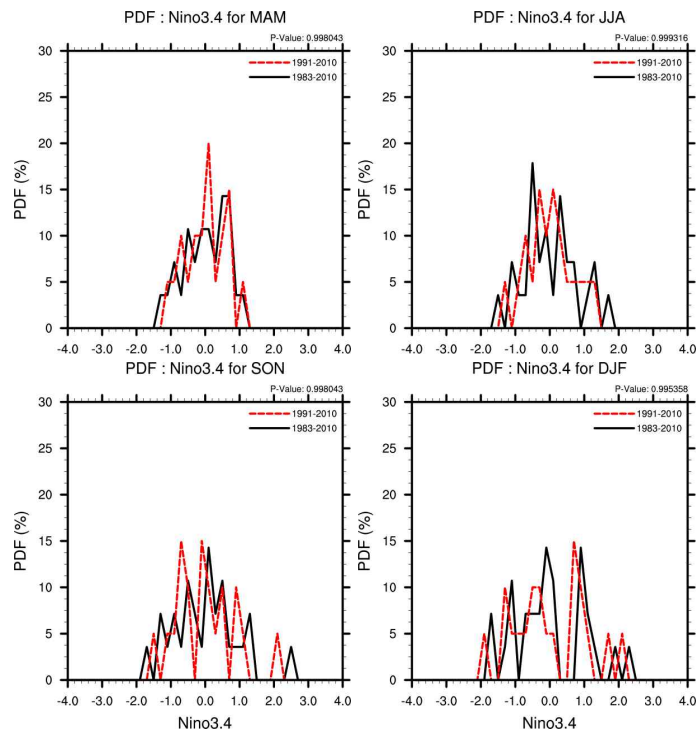 PDF : Nino3.4 for MAM
P-Value: 0.998043
1991-2010
1983-2010
30
25
20
15
10
5
0
PDF (%)
-4.0 -3.0 -2.0 -1.0 0.0 1.0 2.0 3.0 4.0
PDF : Nino3.4 for JJA
P-Value: 0.999316
1991-2010
1983-2010
30
25
20
15
10
5
0
PDF (%)
-4.0 -3.0 -2.0 -1.0 0.0 1.0 2.0 3.0 4.0
PDF : Nino3.4 for SON
P-Value: 0.998043
1991-2010
1983-2010
30
25
20
15
10
5
0
PDF (%)
-4.0 -3.0 -2.0 -1.0 0.0 1.0 2.0 3.0 4.0
Nino3.4
PDF : Nino3.4 for DJF
P-Value: 0.995358
1991-2010
1983-2010
30
25
20
15
10
5
0
PDF (%)
-4.0 -3.0 -2.0 -1.0 0.0 1.0 2.0 3.0 4.0
Nino3.4